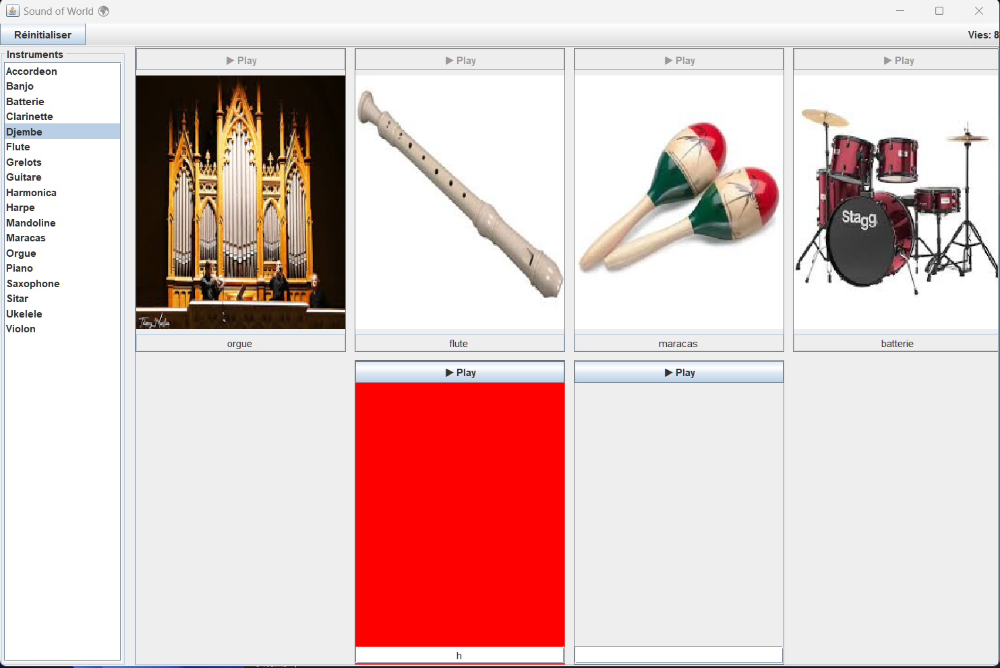 Sound of World
Réinitialiser
Vies: 8
Instruments
Accordeon
Banjo
Batterie
Clarinette
Djembe
Flute
Grelots
Guitare
Harmonica
Harpe
Mandoline
Maracas
Orgue
Piano
Saxophone
Sitar
Ukelele
Violon
▶ Play
▶ Play
▶ Play
▶ Play
Stagg
orgue
flute
maracas
batterie
▶ Play
▶ Play
h